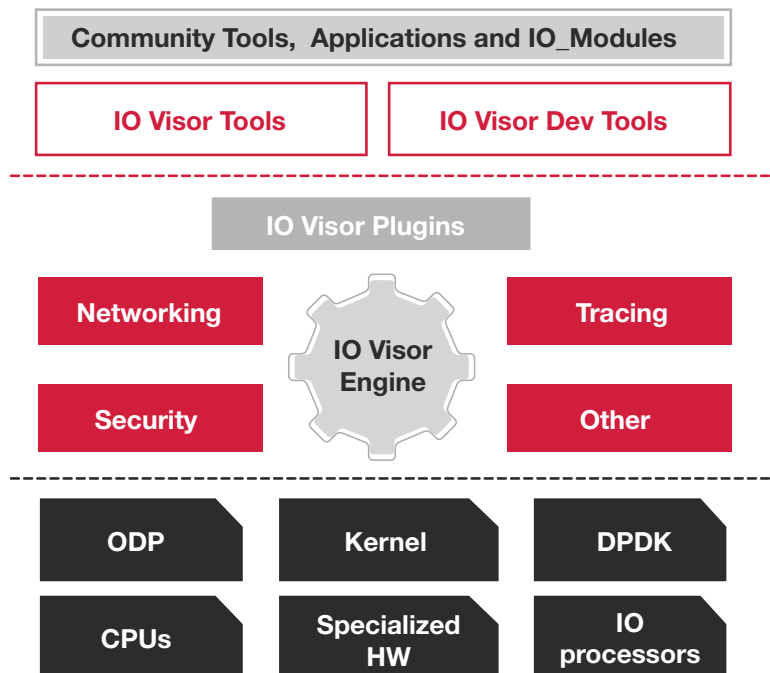 Community Tools, Applications and IO_Modules
IO Visor Tools
IO Visor Dev Tools
IO Visor Plugins
Networking
Tracing
IO Visor
Engine
Security
Other
ODP
Kernel
DPDK
CPUs
Specialized
HW
IO
processors